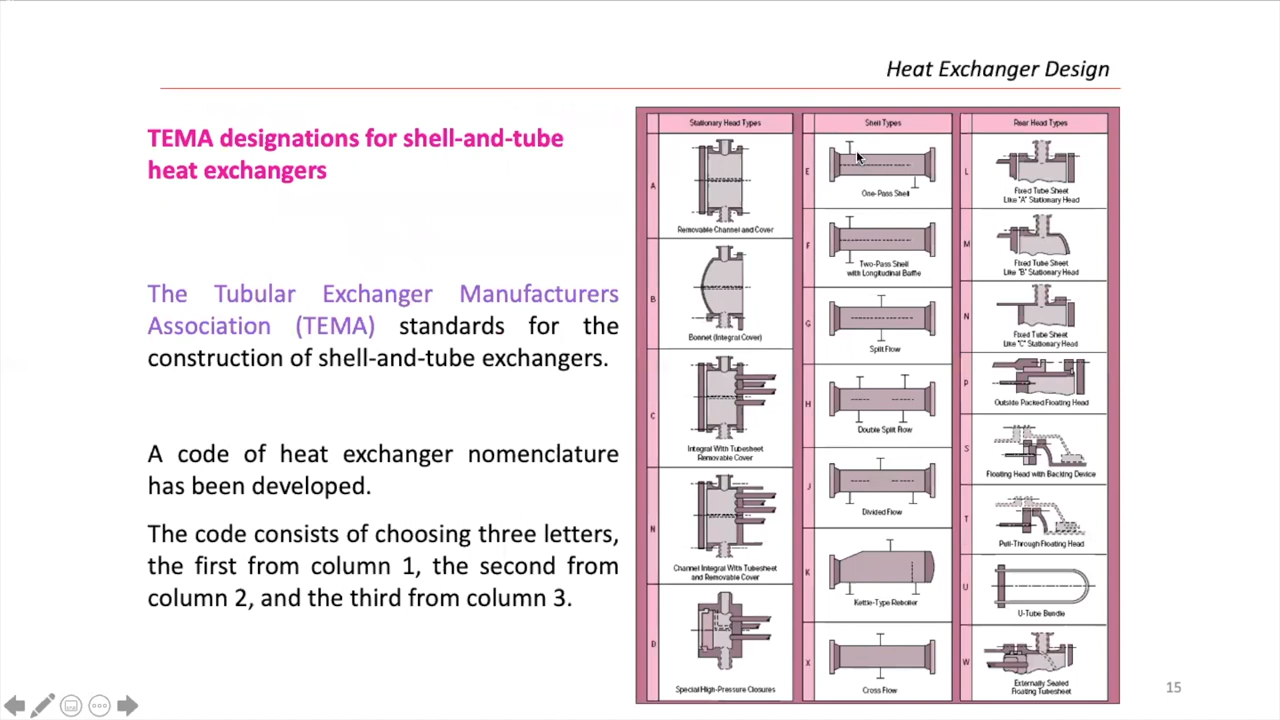 Heat Exchanger Design
TEMA designations for shell-and-tube
heat exchangers
The Tubular Exchanger Manufacturers
Association (TEMA) standards for the
construction of shell-and-tube exchangers.
A code of heat exchanger nomenclature
has been developed.
The code consists of choosing three letters,
the first from column 1, the second from
column 2, and the third from column 3.
Stationary Head Types
A
Removable Channel and Cover
B
Bonnet (Integral Cover)
C
Integral With Tubesheet
Removable Cover
N
Channel Integral With Tubesheet
and Removable Cover
D
Special High-Pressure Closures
Shell Types
E
One-Pass Shell
F
Two-Pass Shell
with Longitudinal Baffle
G
Split Flow
H
Double Split Flow
J
Divided Flow
K
Kettle-Type Reboiler
X
Cross Flow
Rear Head Types
L
Fixed Tube Sheet
Like "A" Stationary Head
M
Fixed Tube Sheet
Like "B" Stationary Head
N
Fixed Tube Sheet
Like "C" Stationary Head
P
Outside Packed Floating Head
S
Floating Head with Backing Device
T
Pull-Through Floating Head
U
U-Tube Bundle
W
Externally Sealed
Floating Tubesheet
15